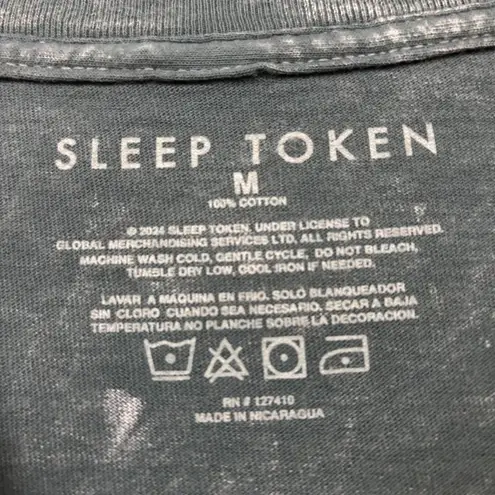 SLEEP TOKEN
M
100% COTTON
© 2024 SLEEP TOKEN, UNDER LICENSE TO
GLOBAL MERCHANDISING SERVICES LTD. ALL RIGHTS RESERVED.
MACHINE WASH COLD, GENTLE CYCLE, DO NOT BLEACH,
TUMBLE DRY LOW, COOL IRON IF NEEDED.
LAVAR A MAQUINA EN FRIO. SOLO BLANQUEADOR
SIN CLORO CUANDO SEA NECESARIO. SECAR A BAJA
TEMPERATURA NO PLANCHE SOBRE LA DECORACION.
RN # 127410
MADE IN NICARAGUA